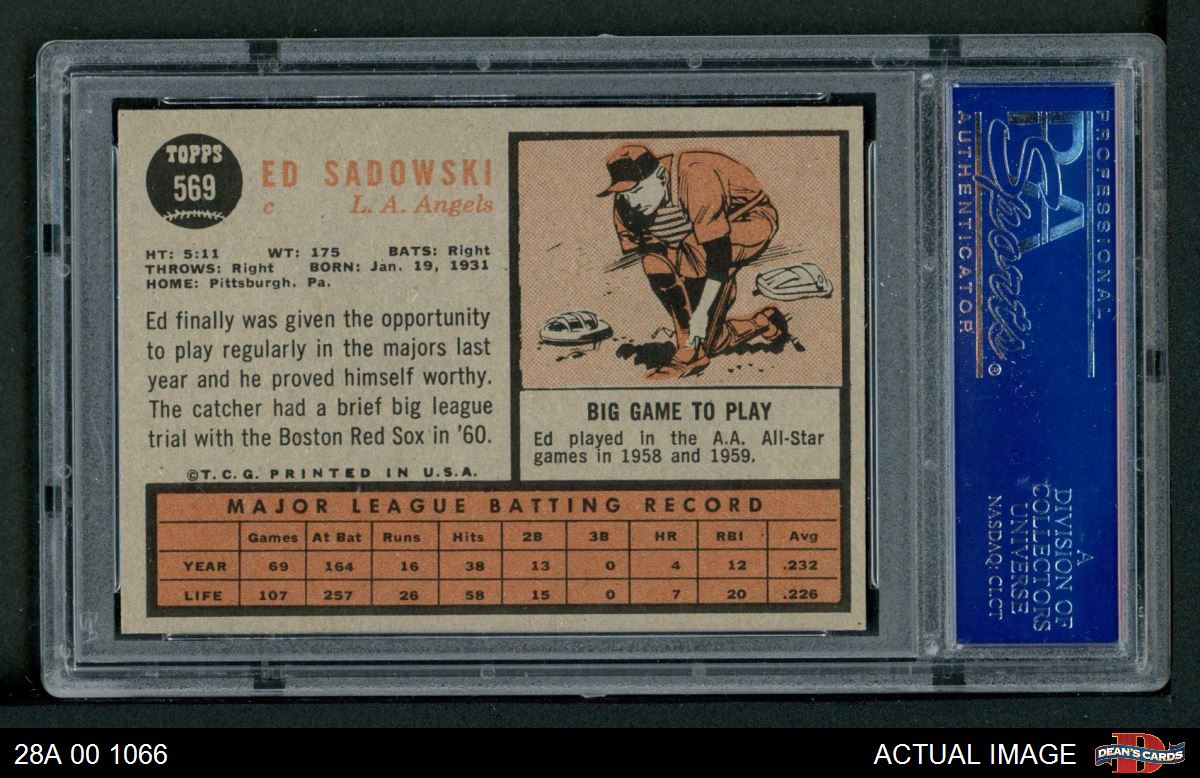 TOPPS
569
ED SADOWSKI
c L. A. Angels
HT: 5:11 WT: 175 BATS: Right
THROWS: Right BORN: Jan. 19, 1931
HOME: Pittsburgh, Pa.
Ed finally was given the opportunity
to play regularly in the majors last
year and he proved himself worthy.
The catcher had a brief big league
trial with the Boston Red Sox in '60.
©T.C.G. PRINTED IN U.S.A.
BIG GAME TO PLAY
Ed played in the A.A. All-Star
games in 1958 and 1959.
MAJOR LEAGUE BATTING RECORD
Games At Bat Runs Hits 2B 3B HR RBI Avg
YEAR 69 164 16 38 13 0 4 12 .232
LIFE 107 257 26 58 15 0 7 20 .226
PROFESSIONAL
PSA
Sports®
AUTHENTICATOR
A
DIVISION OF
COLLECTORS
UNIVERSE
NASDAQ: CLCT
28A 00 1066
ACTUAL IMAGE
DEAN'S CARDS